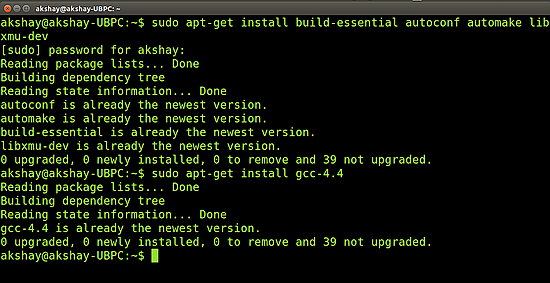 akshay@akshay-UBPC: ~
akshay@akshay-UBPC:~$ sudo apt-get install build-essential autoconf automake lib
xmu-dev
[sudo] password for akshay:
Reading package lists... Done
Building dependency tree
Reading state information... Done
autoconf is already the newest version.
automake is already the newest version.
build-essential is already the newest version.
libxmu-dev is already the newest version.
0 upgraded, 0 newly installed, 0 to remove and 39 not upgraded.
akshay@akshay-UBPC:~$ sudo apt-get install gcc-4.4
Reading package lists... Done
Building dependency tree
Reading state information... Done
gcc-4.4 is already the newest version.
0 upgraded, 0 newly installed, 0 to remove and 39 not upgraded.
akshay@akshay-UBPC:~$